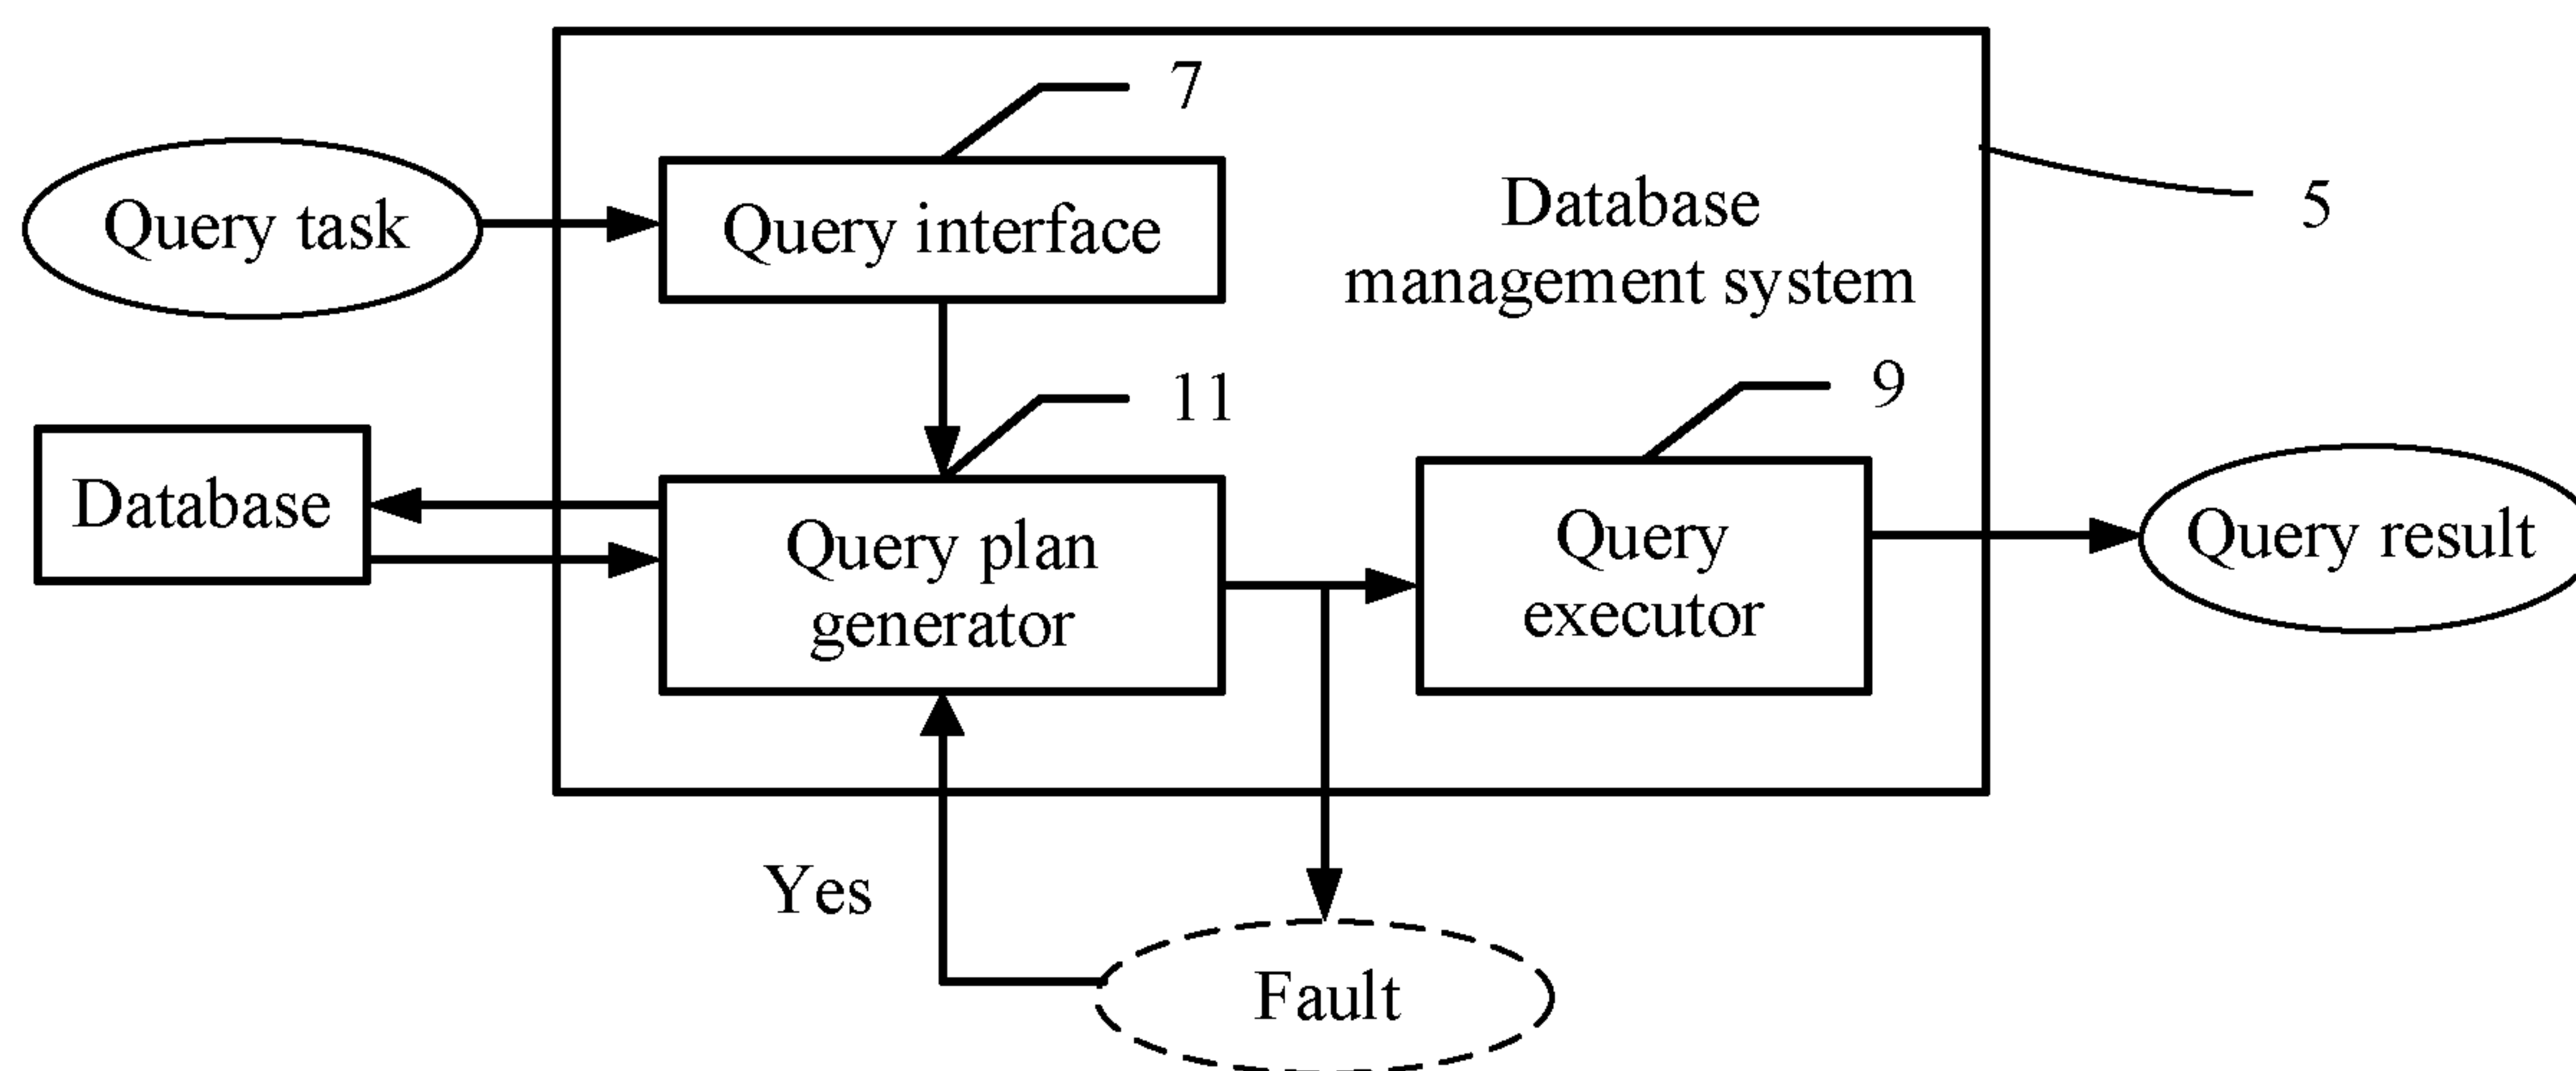 7
Query task
Query interface
Database
management system
5
11
9
Database
Query plan
generator
Query
executor
Query result
Yes
Fault